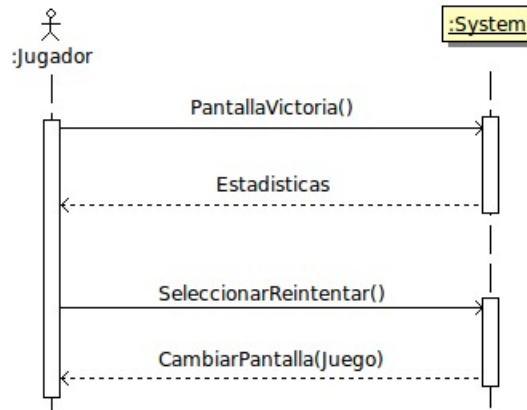 :Jugador
:System
PantallaVictoria()
Estadisticas
SeleccionarReintentar()
CambiarPantalla(Juego)